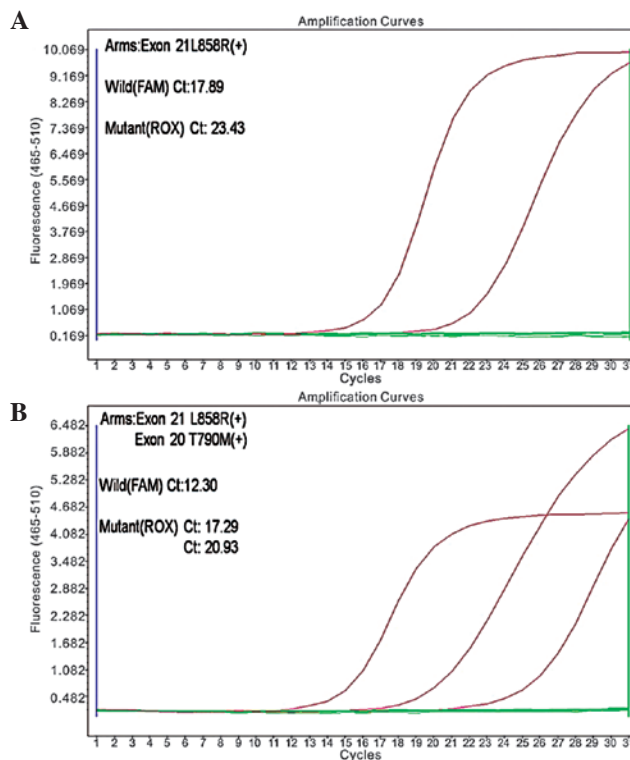 A
Amplification Curves
Arms:Exon 21L858R(+)
Wild(FAM) Ct:17.89
Mutant(ROX) Ct: 23.43
Fluorescence (465-510)
10.069
9.169
8.269
7.369
6.469
5.569
4.669
3.769
2.869
1.969
1.069
0.169
1 2 3 4 5 6 7 8 9 10 11 12 13 14 15 16 17 18 19 20 21 22 23 24 25 26 27 28 29 30 3
Cycles
B
Amplification Curves
Arms:Exon 21 L858R(+)
Exon 20 T790M(+)
Wild(FAM) Ct:12.30
Mutant(ROX) Ct: 17.29
Ct: 20.93
Fluorescence (465-510)
6.482
5.882
5.282
4.682
4.082
3.482
2.882
2.282
1.682
1.082
0.482
1 2 3 4 5 6 7 8 9 10 11 12 13 14 15 16 17 18 19 20 21 22 23 24 25 26 27 28 29 30 3
Cycles